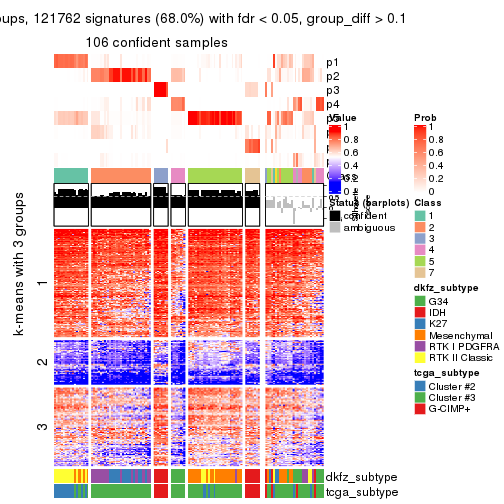 oups, 121762 signatures (68.0%) with fdr < 0.05, group_diff > 0.1
106 confident samples
p1
p2
p3
p4
Value
1
0.8
0.6
0.4
0.2
0
Prob
1
0.8
0.6
0.4
0.2
0
Status (barplots)
confident
ambiguous
Class
1
2
3
4
5
7
dkfz_subtype
G34
IDH
K27
Mesenchymal
RTK I PDGFRA
RTK II Classic
tcga_subtype
Cluster #2
Cluster #3
G-CIMP+
k-means with 3 groups
1
2
3
dkfz_subtype
tcga_subtype